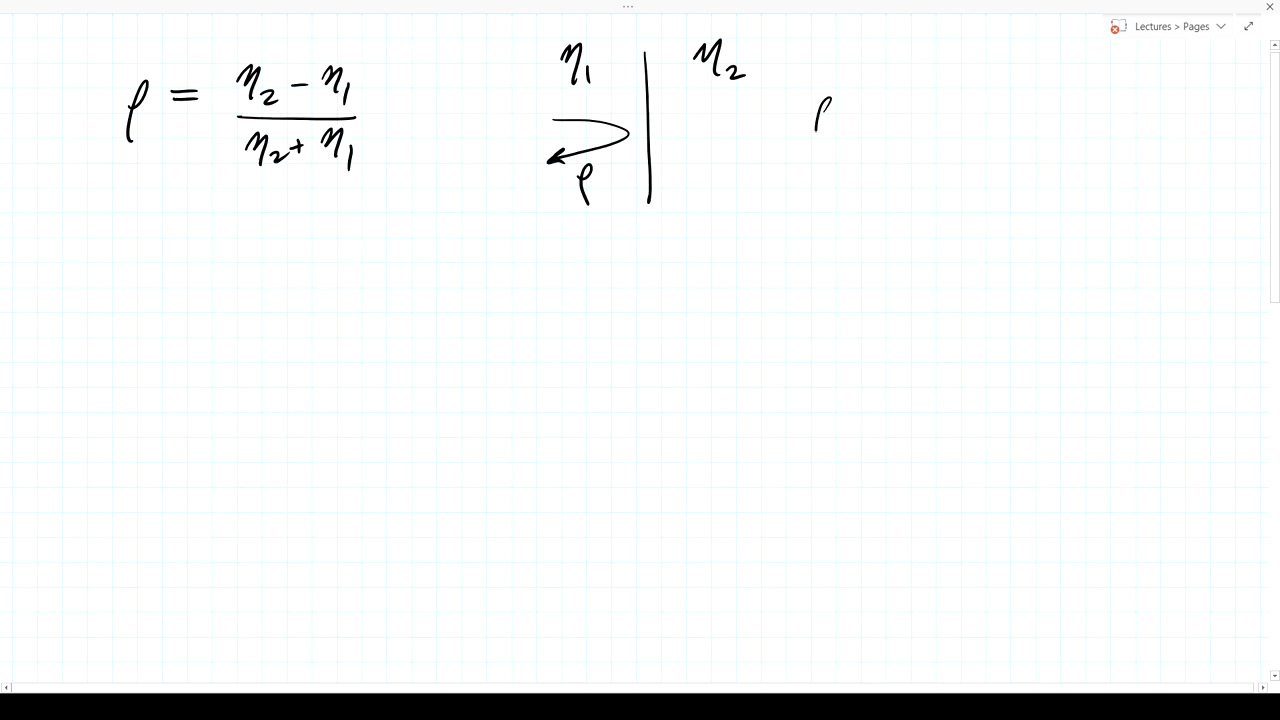 Lectures > Pages
ρ = (η₂ − η₁) / (η₂ + η₁)
η₁ | η₂
ρ
ρ